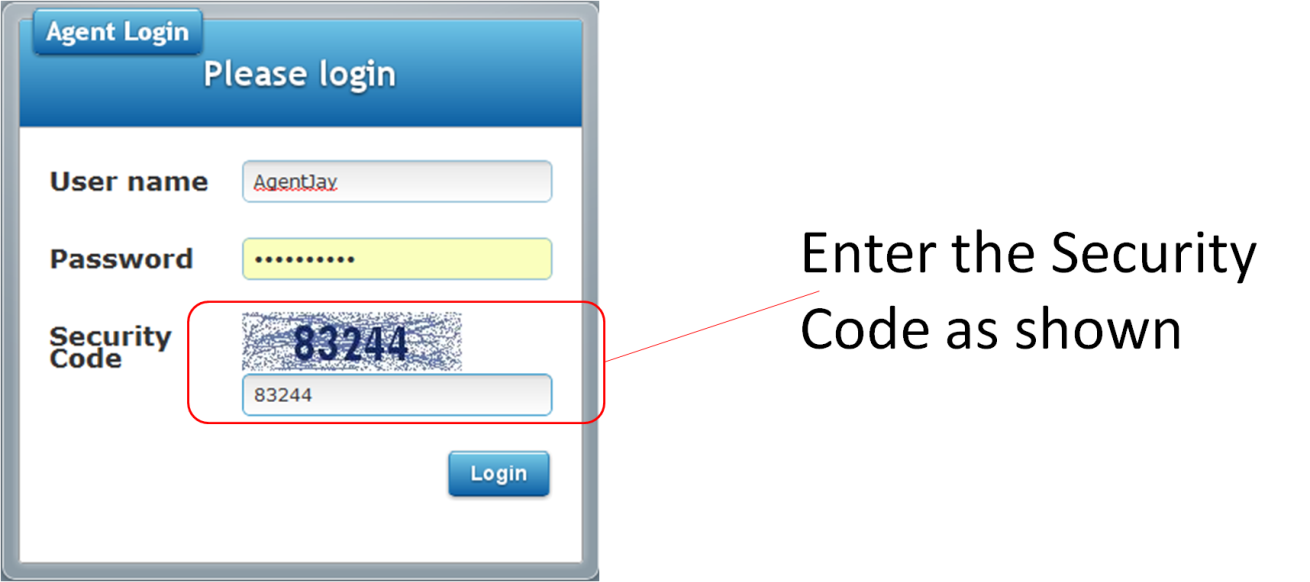 Agent Login
Please login
User name
AgentJay
Password
••••••••••
Security
Code
83244
83244
Login
Enter the Security
Code as shown